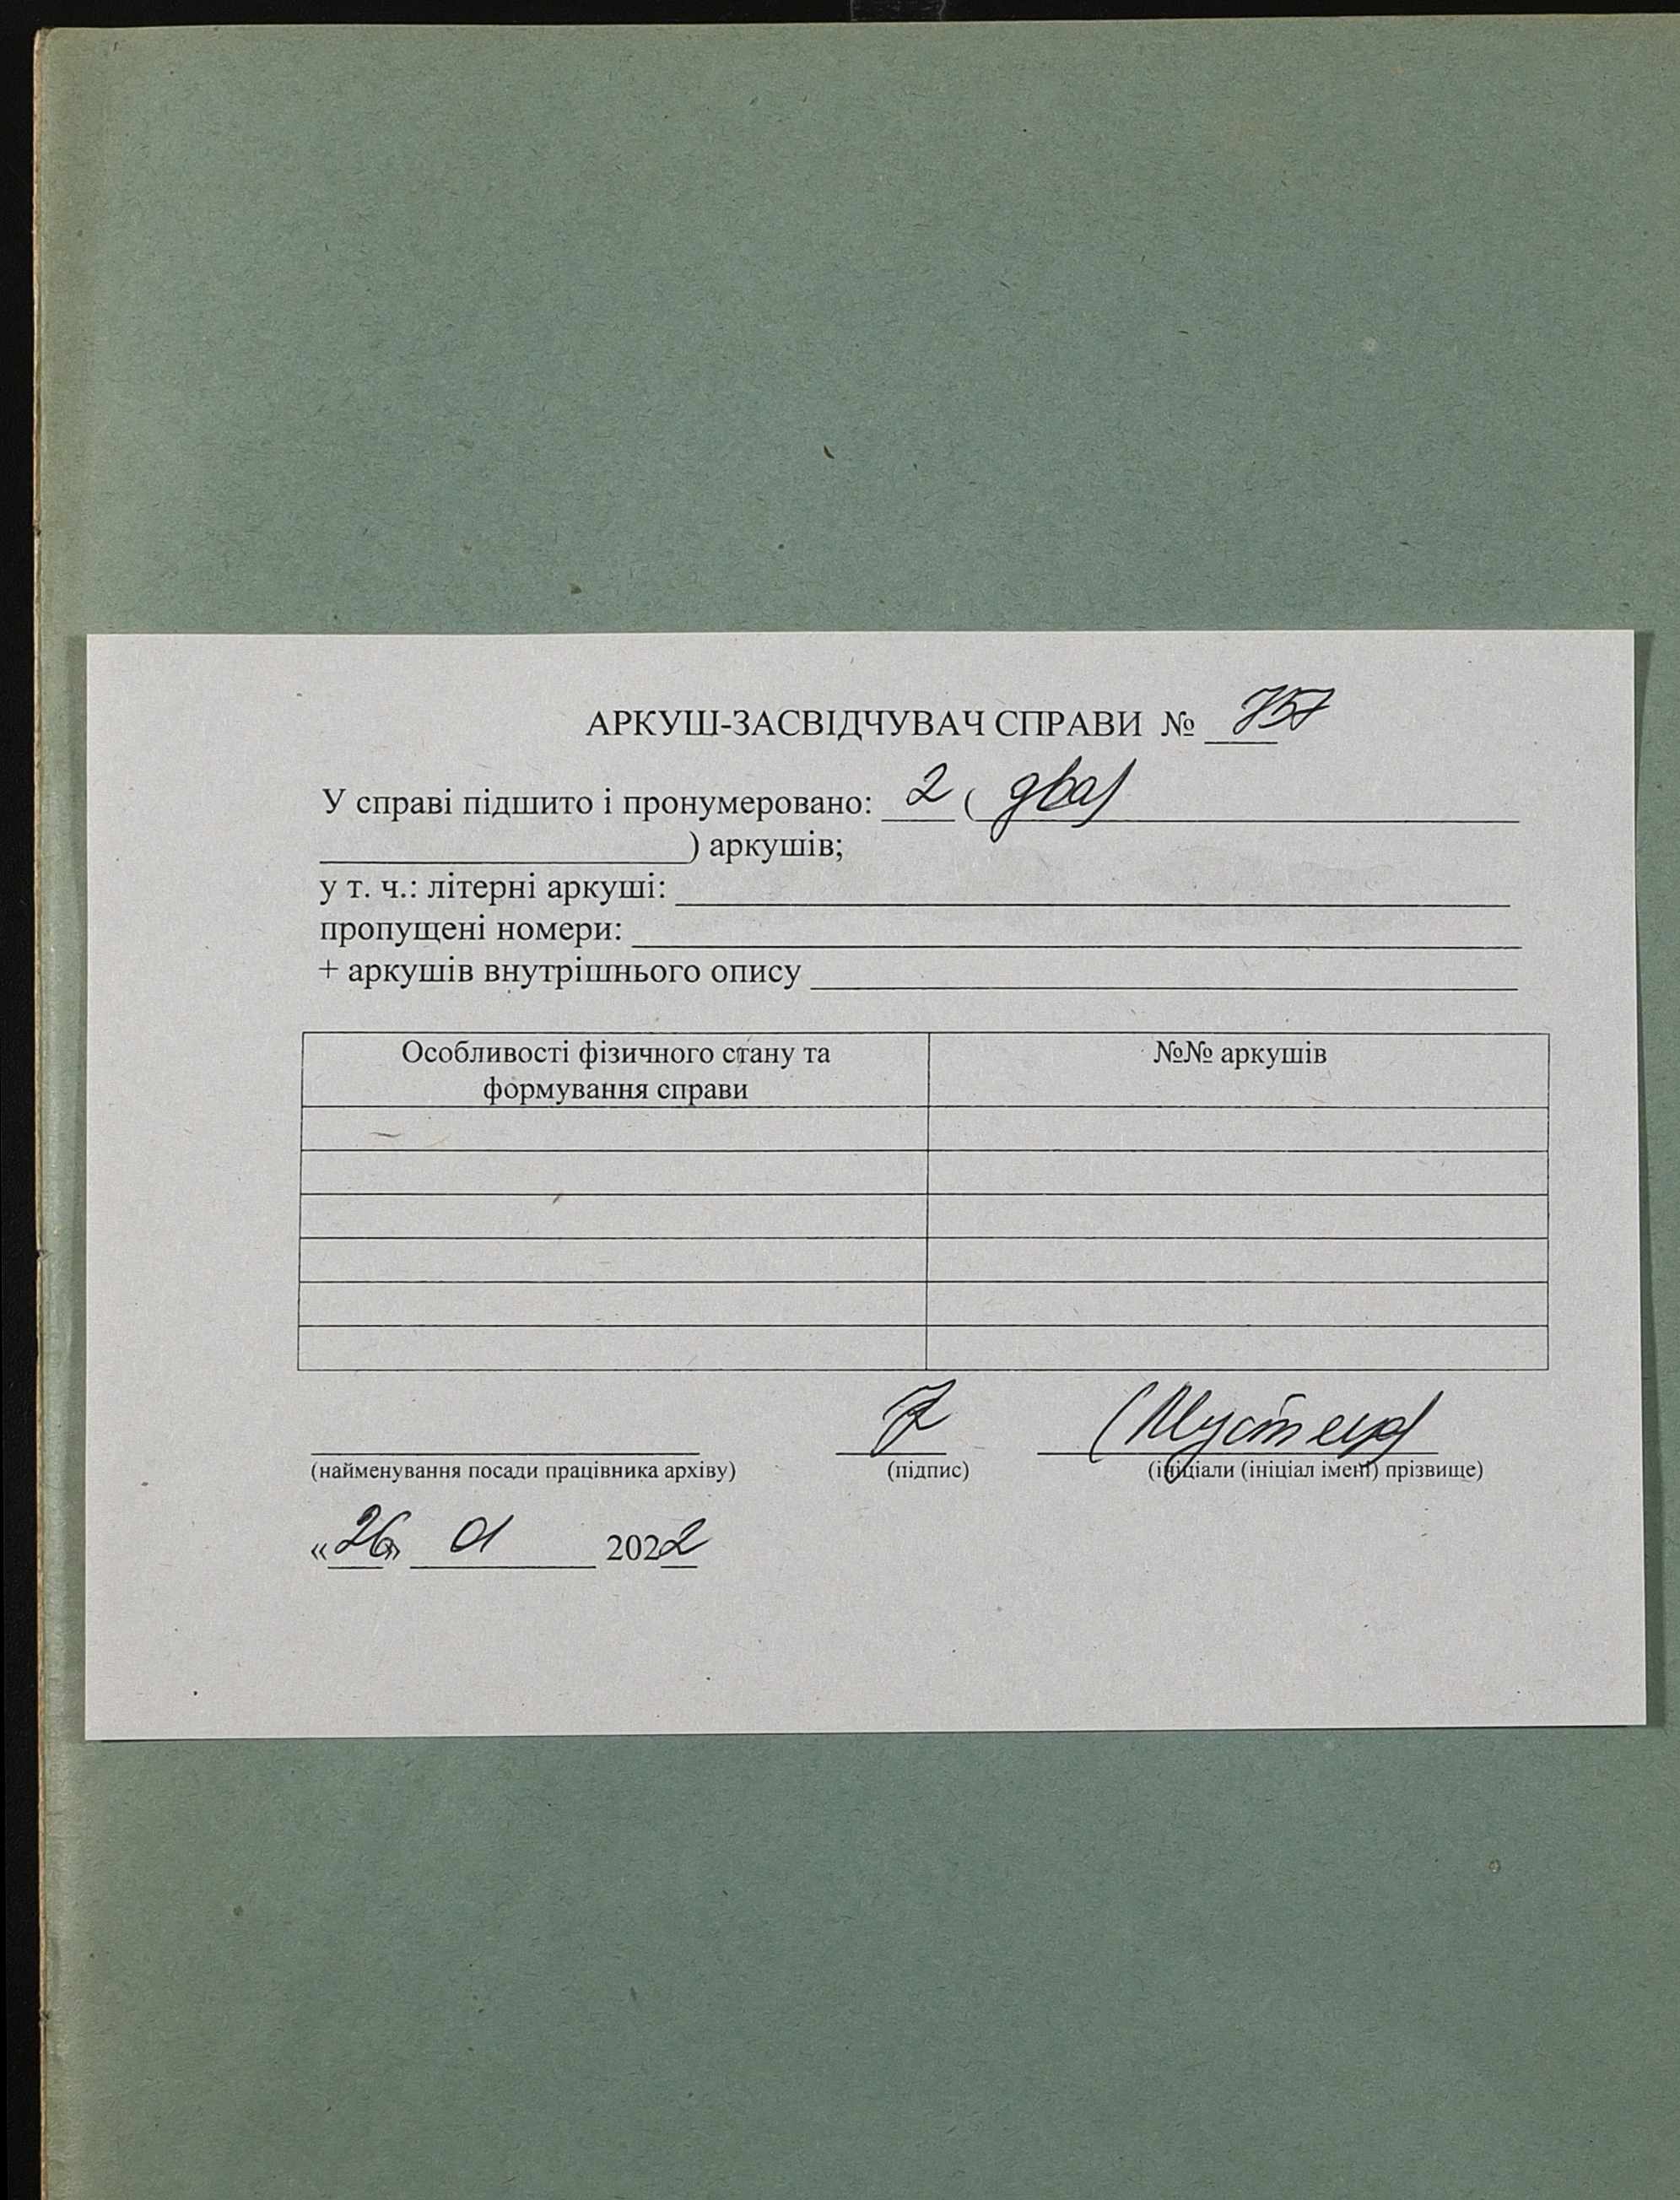 АРКУШ-ЗАСВІДЧУВАЧ СПРАВИ № 757
У справі підшито і пронумеровано: 2 ( два)
) аркушів;
у т. ч.: літерні аркуші:
пропущені номери:
+ аркушів внутрішнього опису
Особливості фізичного стану та формування справи №№ аркушів
(найменування посади працівника архіву) (підпис) (ініціали (ініціал імені) прізвище)
«26» 01 2022